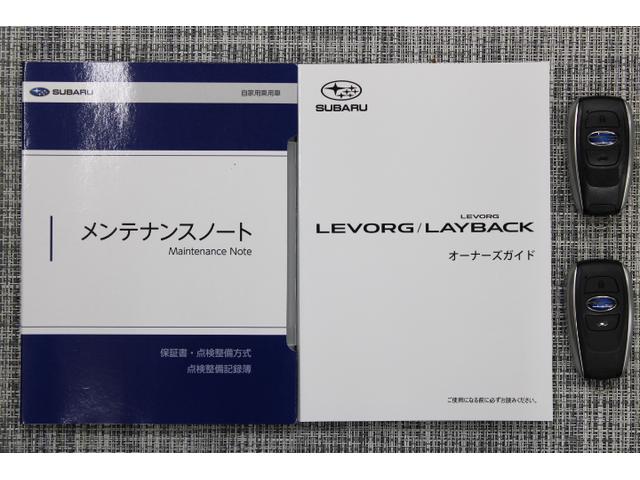 SUBARU
自家用乗用車
メンテナンスノート
Maintenance Note
保証書・点検整備方式
点検整備記録簿
SUBARU
LEVORG
LEVORG/LAYBACK
オーナーズガイド
ご使用になる前に必ずお読みください。